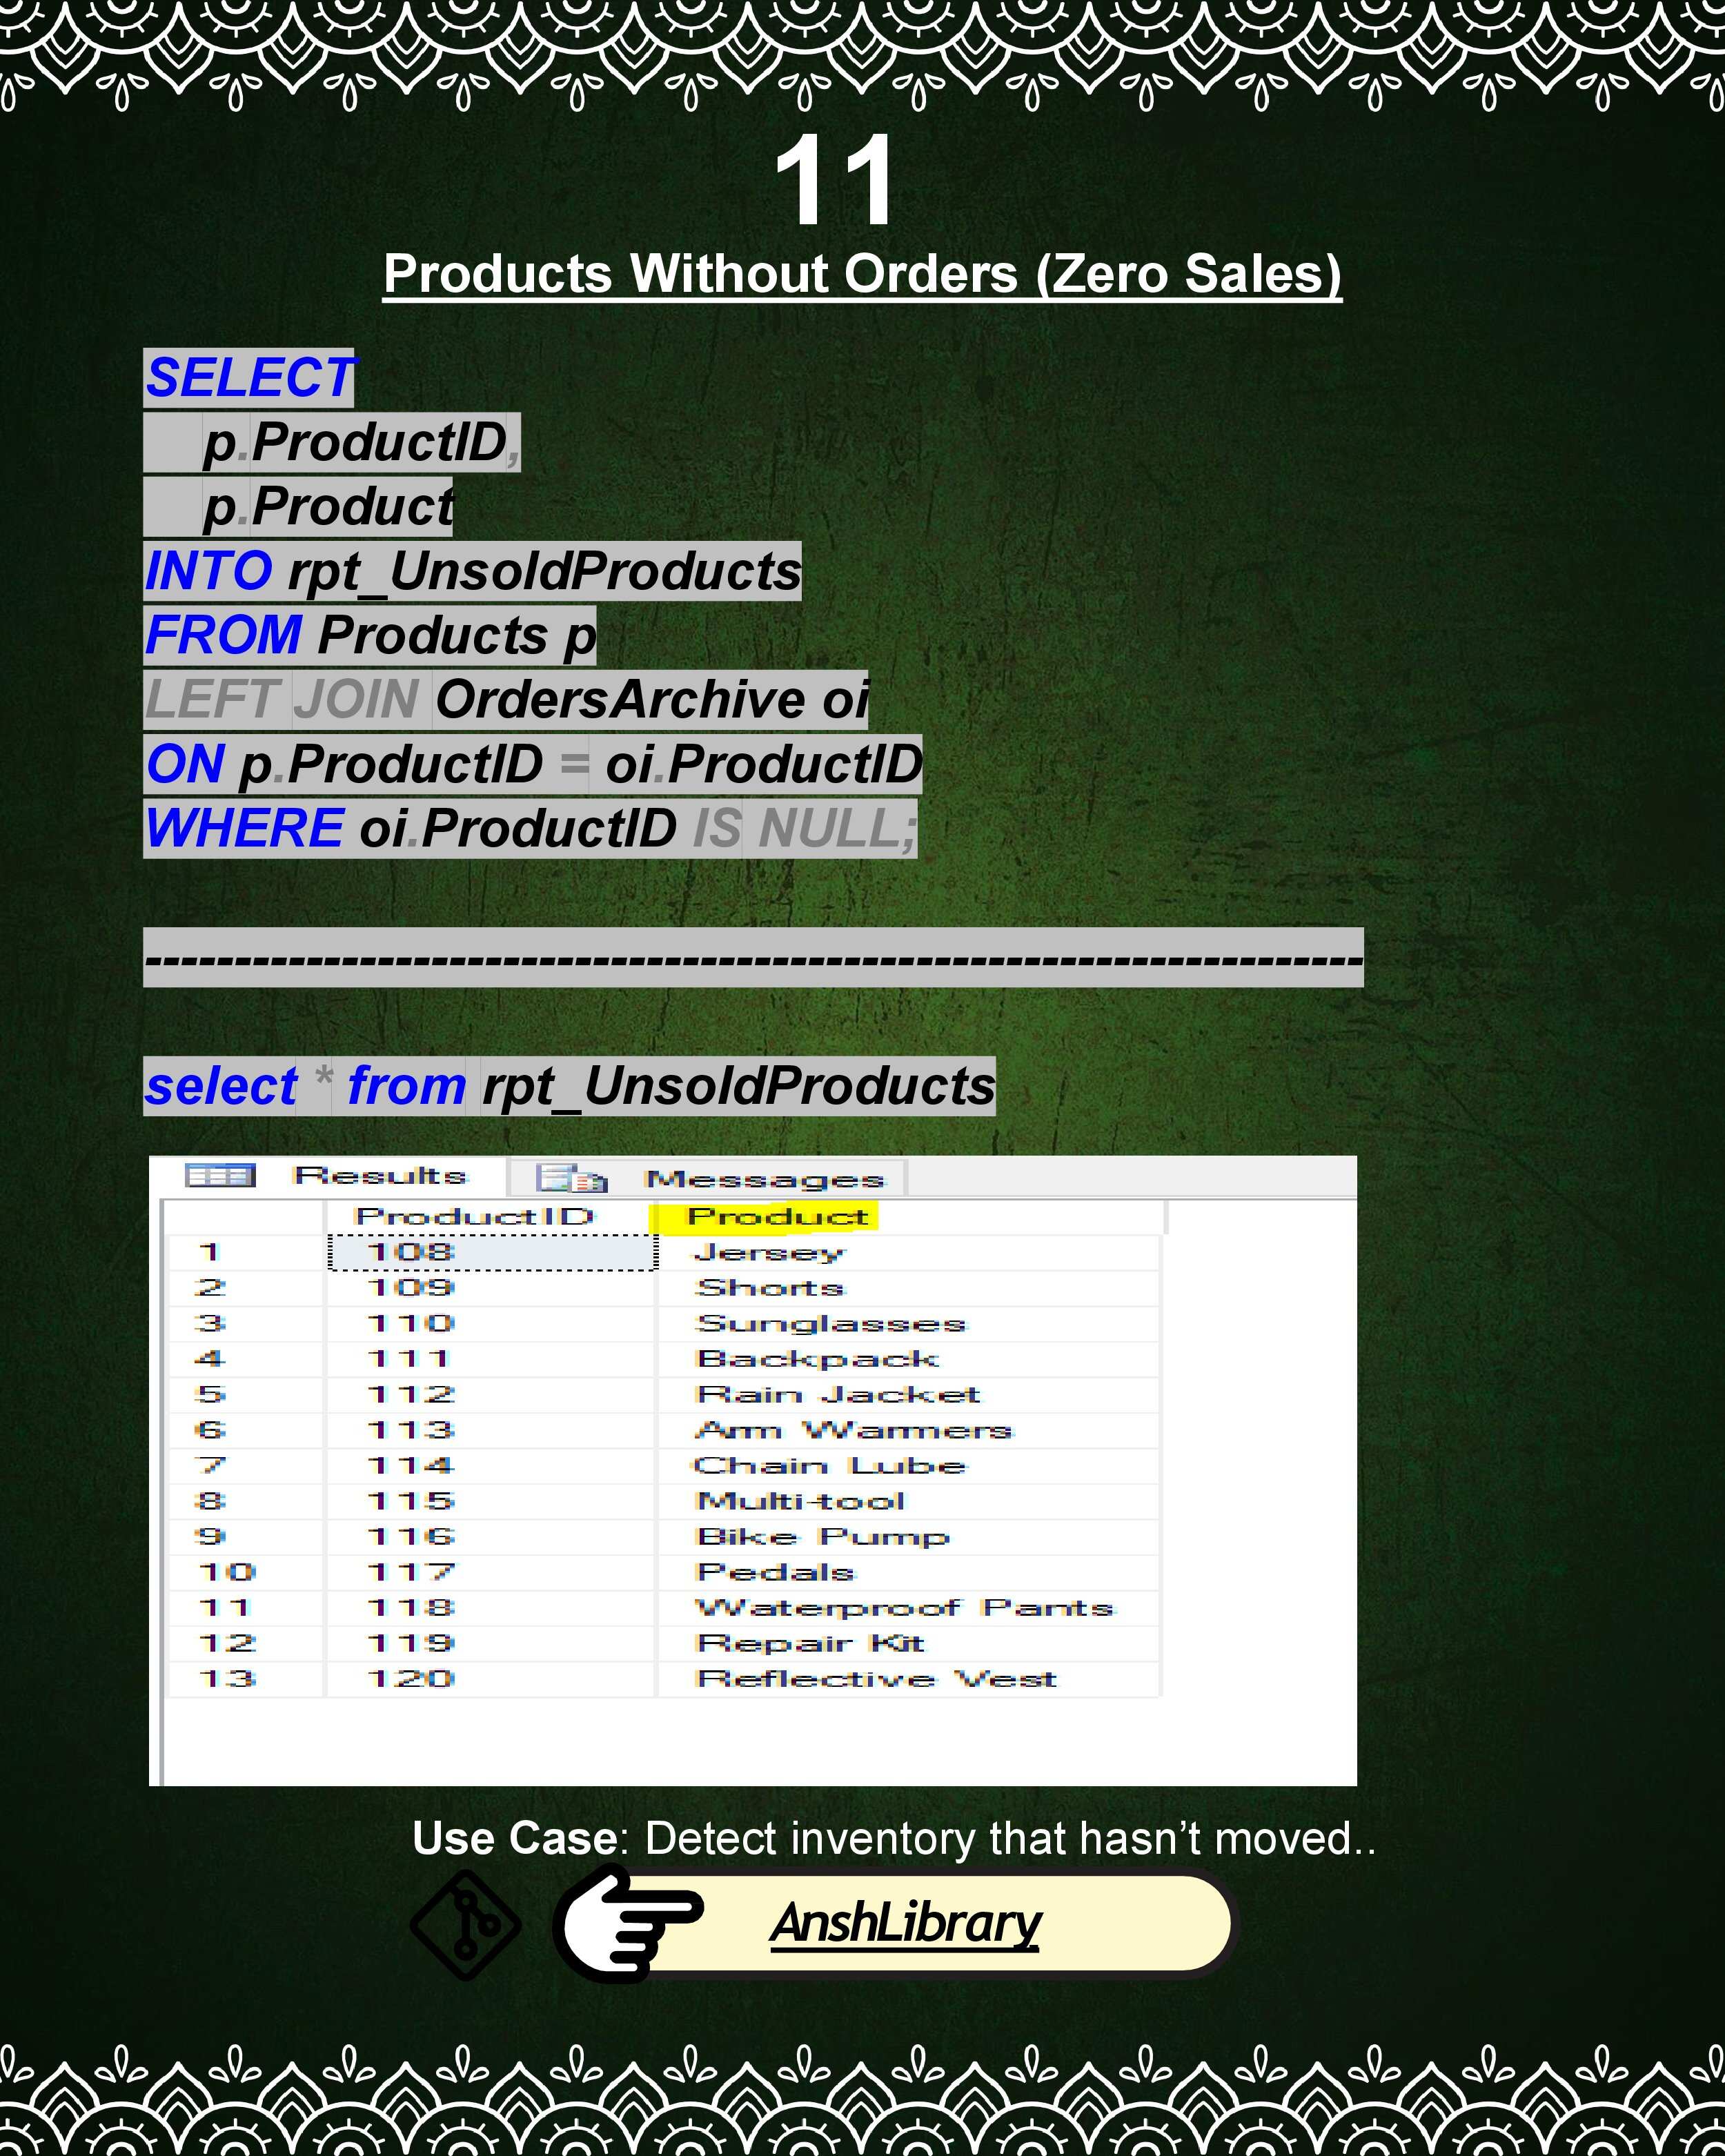 11
Products Without Orders (Zero Sales)
SELECT
p.ProductID,
p.Product
INTO rpt_UnsoldProducts
FROM Products p
LEFT JOIN OrdersArchive oi
ON p.ProductID = oi.ProductID
WHERE oi.ProductID IS NULL;
--------------------------------------------------------------------
select * from rpt_UnsoldProducts
Results Messages
ProductID Product
1 108 Jersey
2 109 Shorts
3 110 Sunglasses
4 111 Backpack
5 112 Rain Jacket
6 113 Arm Warmers
7 114 Chain Lube
8 115 Multi-tool
9 116 Bike Pump
10 117 Pedals
11 118 Waterproof Pants
12 119 Repair Kit
13 120 Reflective Vest
Use Case: Detect inventory that hasn’t moved..
AnshLibrary